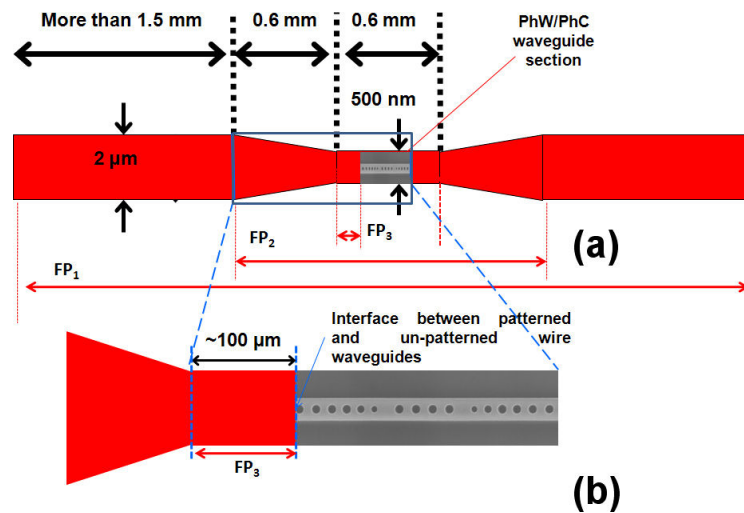 More than 1.5 mm
0.6 mm
0.6 mm
PhW/PhC
waveguide
section
500 nm
2 µm
FP3
FP2
(a)
FP1
~100 µm
Interface between patterned
and un-patterned wire
waveguides
FP3
(b)